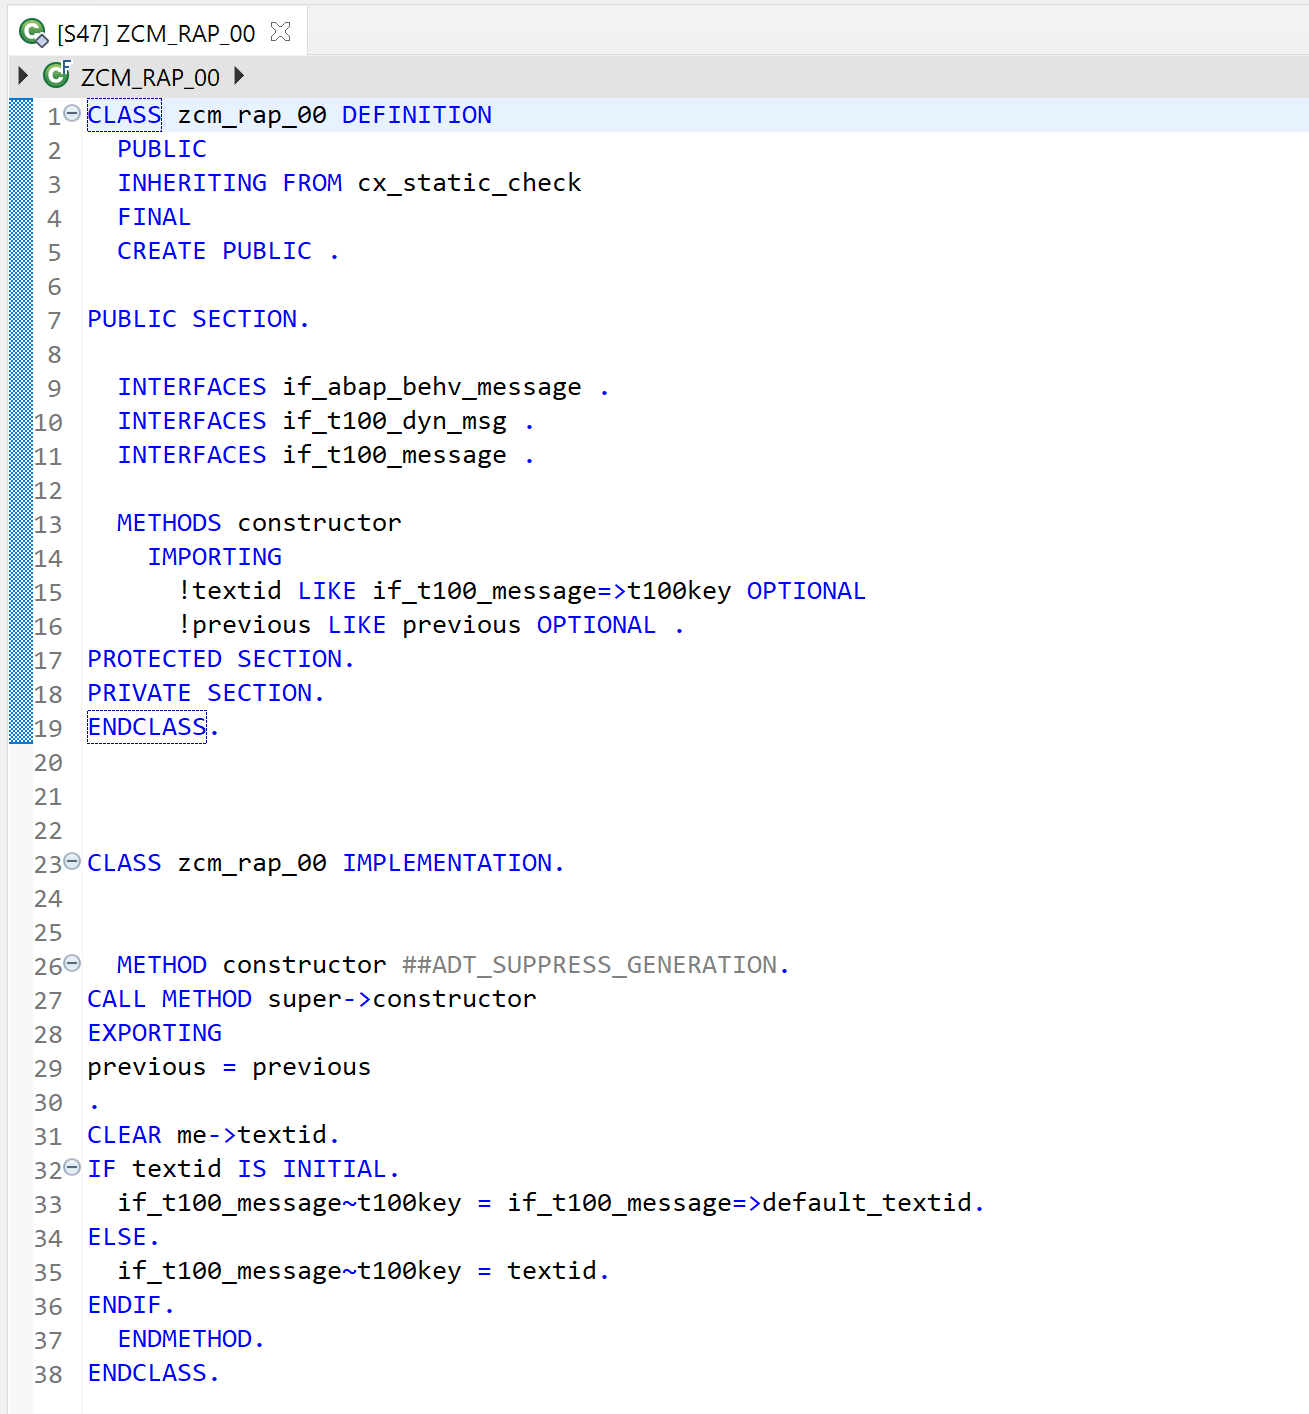 [S47] ZCM_RAP_00
ZCM_RAP_00
1 CLASS zcm_rap_00 DEFINITION
2   PUBLIC
3   INHERITING FROM cx_static_check
4   FINAL
5   CREATE PUBLIC .
6
7 PUBLIC SECTION.
8
9   INTERFACES if_abap_behv_message .
10   INTERFACES if_t100_dyn_msg .
11   INTERFACES if_t100_message .
12
13   METHODS constructor
14     IMPORTING
15       !textid LIKE if_t100_message=>t100key OPTIONAL
16       !previous LIKE previous OPTIONAL .
17 PROTECTED SECTION.
18 PRIVATE SECTION.
19 ENDCLASS.
20
21
22
23 CLASS zcm_rap_00 IMPLEMENTATION.
24
25
26   METHOD constructor ##ADT_SUPPRESS_GENERATION.
27 CALL METHOD super->constructor
28 EXPORTING
29 previous = previous
30 .
31 CLEAR me->textid.
32 IF textid IS INITIAL.
33   if_t100_message~t100key = if_t100_message=>default_textid.
34 ELSE.
35   if_t100_message~t100key = textid.
36 ENDIF.
37   ENDMETHOD.
38 ENDCLASS.